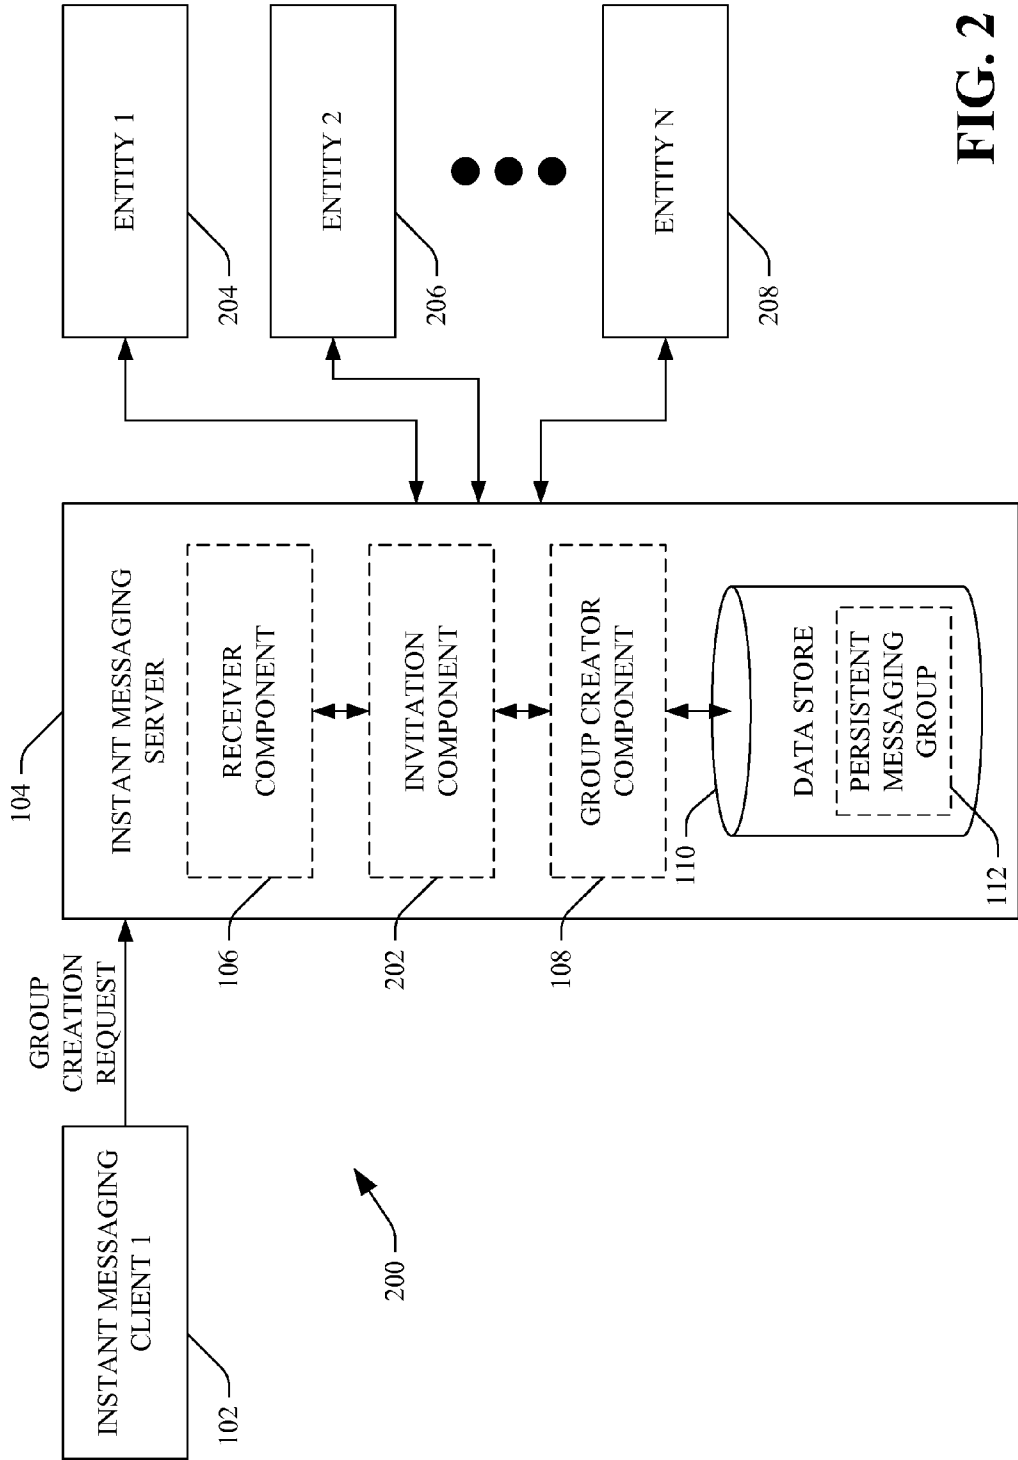 INSTANT MESSAGING
CLIENT 1
102
GROUP
CREATION
REQUEST
200
104
INSTANT MESSAGING
SERVER
RECEIVER
COMPONENT
106
INVITATION
COMPONENT
202
GROUP CREATOR
COMPONENT
108
110
DATA STORE
PERSISTENT
MESSAGING
GROUP
112
ENTITY 1
204
ENTITY 2
206
ENTITY N
208
FIG. 2